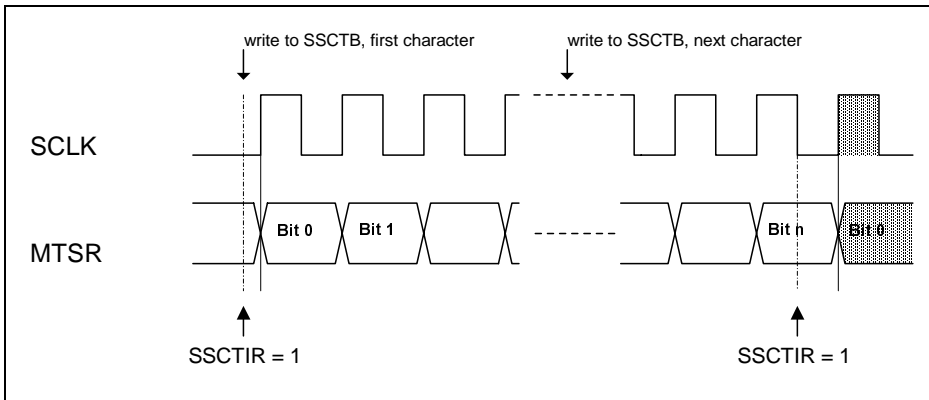 write to SSCTB, first character
write to SSCTB, next character
SCLK
MTSR
Bit 0
Bit 1
Bit n
Bit 0
SSCTIR = 1
SSCTIR = 1